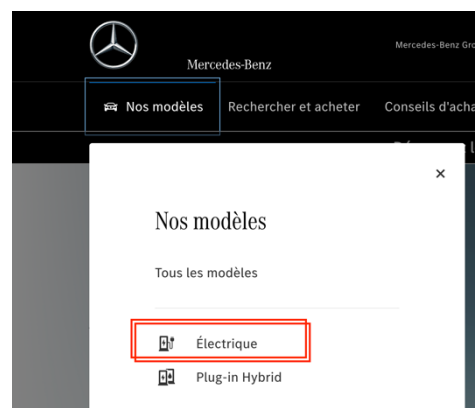 Mercedes-Benz
Mercedes-Benz Gro
Nos modèles
Rechercher et acheter
Conseils d'acha
Nos modèles
Tous les modèles
Électrique
Plug-in Hybrid